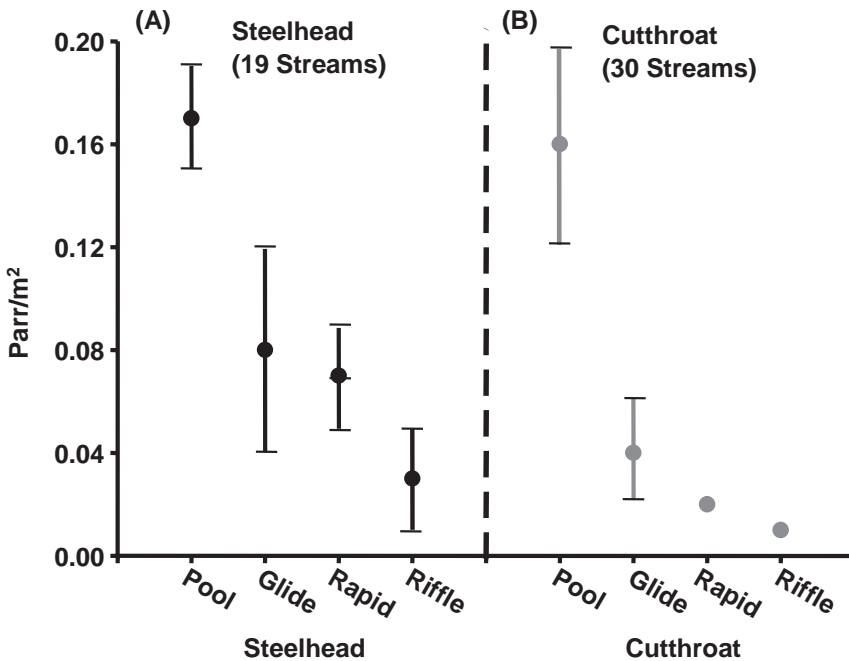 (A)
Steelhead
(19 Streams)
(B)
Cutthroat
(30 Streams)
Parr/m²
0.20
0.16
0.12
0.08
0.04
0.00
Pool
Glide
Rapid
Riffle
Pool
Glide
Rapid
Riffle
Steelhead
Cutthroat